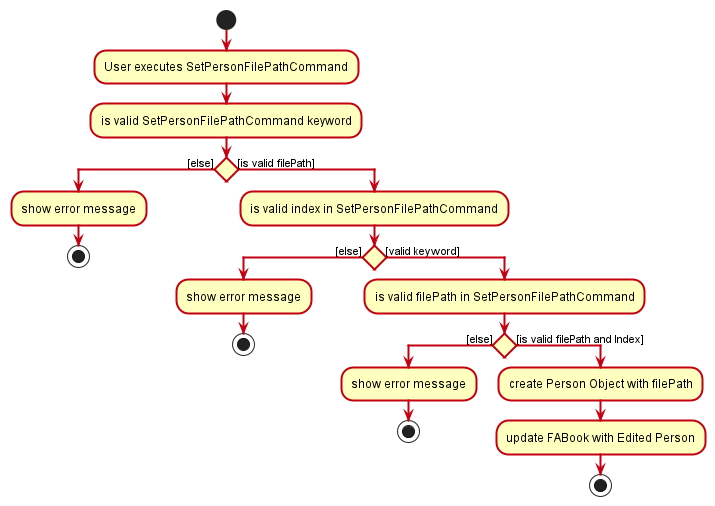 User executes SetPersonFilePathCommand
is valid SetPersonFilePathCommand keyword
[else]
[is valid filePath]
show error message
is valid index in SetPersonFilePathCommand
[else]
[valid keyword]
show error message
is valid filePath in SetPersonFilePathCommand
[else]
[is valid filePath and Index]
show error message
create Person Object with filePath
update FABook with Edited Person